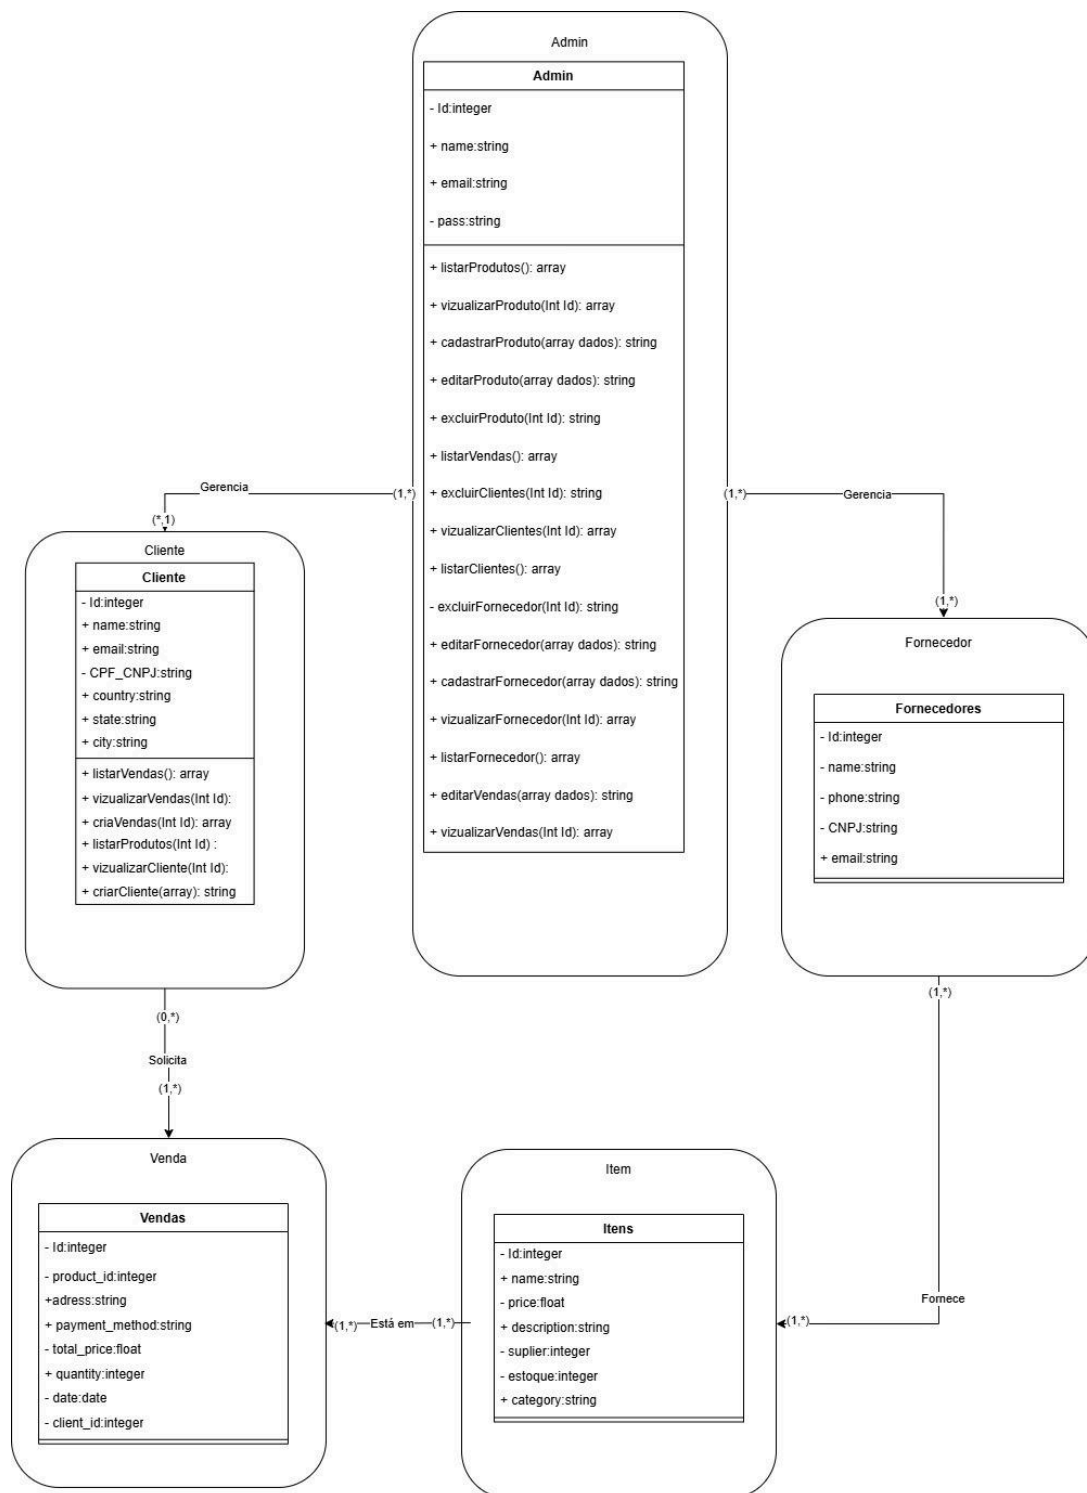 Admin
Admin
- Id:integer
+ name:string
+ email:string
- pass:string
+ listarProdutos(): array
+ vizualizarProduto(Int Id): array
+ cadastrarProduto(array dados): string
+ editarProduto(array dados): string
+ excluirProduto(Int Id): string
+ listarVendas(): array
+ excluirClientes(Int Id): string
+ vizualizarClientes(Int Id): array
+ listarClientes(): array
- excluirFornecedor(Int Id): string
+ editarFornecedor(array dados): string
+ cadastrarFornecedor(array dados): string
+ vizualizarFornecedor(Int Id): array
+ listarFornecedor(): array
+ editarVendas(array dados): string
+ vizualizarVendas(Int Id): array
Gerencia
(1,*)
(*,1)
(1,*)
Gerencia
(1,*)
Cliente
Cliente
- Id:integer
+ name:string
+ email:string
- CPF_CNPJ:string
+ country:string
+ state:string
+ city:string
+ listarVendas(): array
+ vizualizarVendas(Int Id):
+ criaVendas(Int Id): array
+ listarProdutos(Int Id) :
+ vizualizarCliente(Int Id):
+ criarCliente(array): string
Fornecedor
Fornecedores
- Id:integer
- name:string
- phone:string
- CNPJ:string
+ email:string
(0,*)
Solicita
(1,*)
(1,*)
Fornece
(1,*)
Venda
Vendas
- Id:integer
- product_id:integer
+adress:string
+ payment_method:string
- total_price:float
+ quantity:integer
- date:date
- client_id:integer
(1,*)
Está em
(1,*)
Item
Itens
- Id:integer
+ name:string
- price:float
+ description:string
- suplier:integer
- estoque:integer
+ category:string